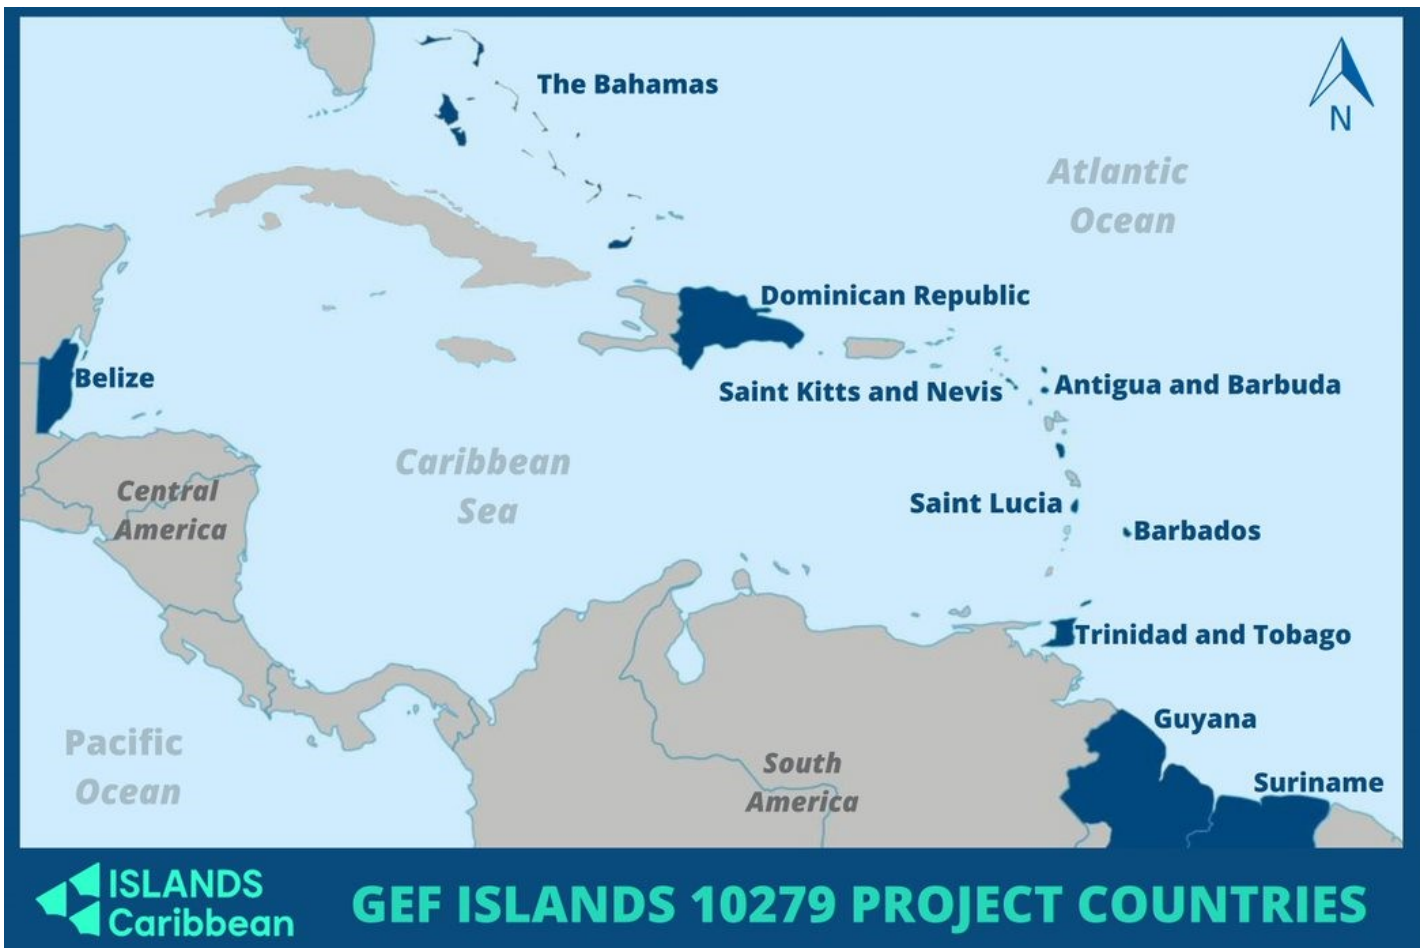 The Bahamas
N
Atlantic
Ocean
Dominican Republic
Belize
Saint Kitts and Nevis
Antigua and Barbuda
Caribbean
Sea
Central
America
Saint Lucia
Barbados
Trinidad and Tobago
Guyana
Pacific
Ocean
South
America
Suriname
ISLANDS
Caribbean
GEF ISLANDS 10279 PROJECT COUNTRIES